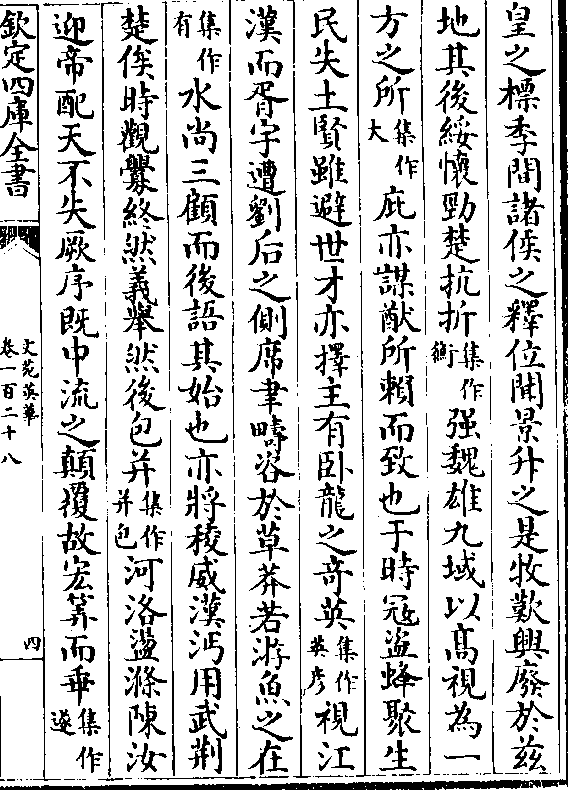 皇之標季間諸侯之釋位聞景升之是牧歎興廢於兹
地其後綏懷勁楚抗折集作衡强魏雄九域以髙視為一
方之所集作大庇亦謀猷所頼而致也于時冦盜蜂聚生
民失土賢雖避世才亦擇主有卧龍之竒英集作英彦視江
漢而胥宇遭劉后之側席聿疇咨於草莽若游魚之在
集作有水尚三顧而後語其始也亦將稜威漢沔用武荆
楚俟時觀釁終然義舉然後包并集作并包河洛盪滌陳汝
迎帝配天不失厥序既中流之顛覆故宏筭而垂集作遂
欽定四庫全書
文苑英華
卷一百二十八
四